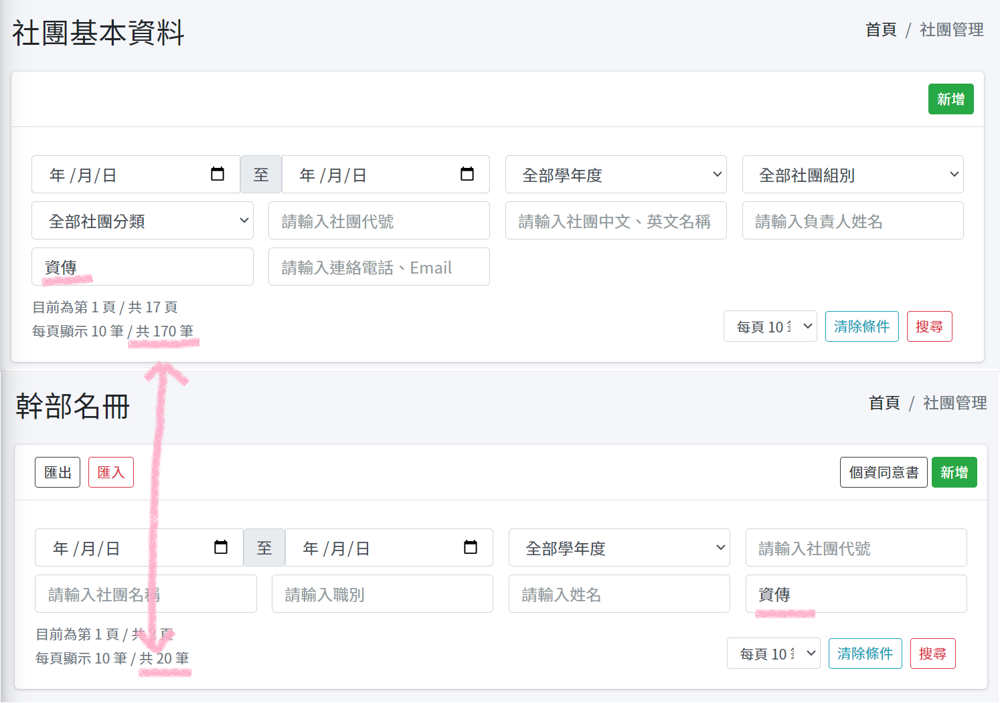 社團基本資料
首頁 / 社團管理
新增
年 /月/日 至 年 /月/日 全部學年度 全部社團組別
全部社團分類 請輸入社團代號 請輸入社團中文、英文名稱 請輸入負責人姓名
資傳 請輸入連絡電話、Email
目前為第 1 頁 / 共 17 頁
每頁顯示 10 筆 / 共 170 筆
每頁 10 清除條件 搜尋
幹部名冊
首頁 / 社團管理
匯出 匯入 個資同意書 新增
年 /月/日 至 年 /月/日 全部學年度 請輸入社團代號
請輸入社團名稱 請輸入職別 請輸入姓名 資傳
目前為第 1 頁 / 共 2 頁
每頁顯示 10 筆 / 共 20 筆
每頁 10 清除條件 搜尋